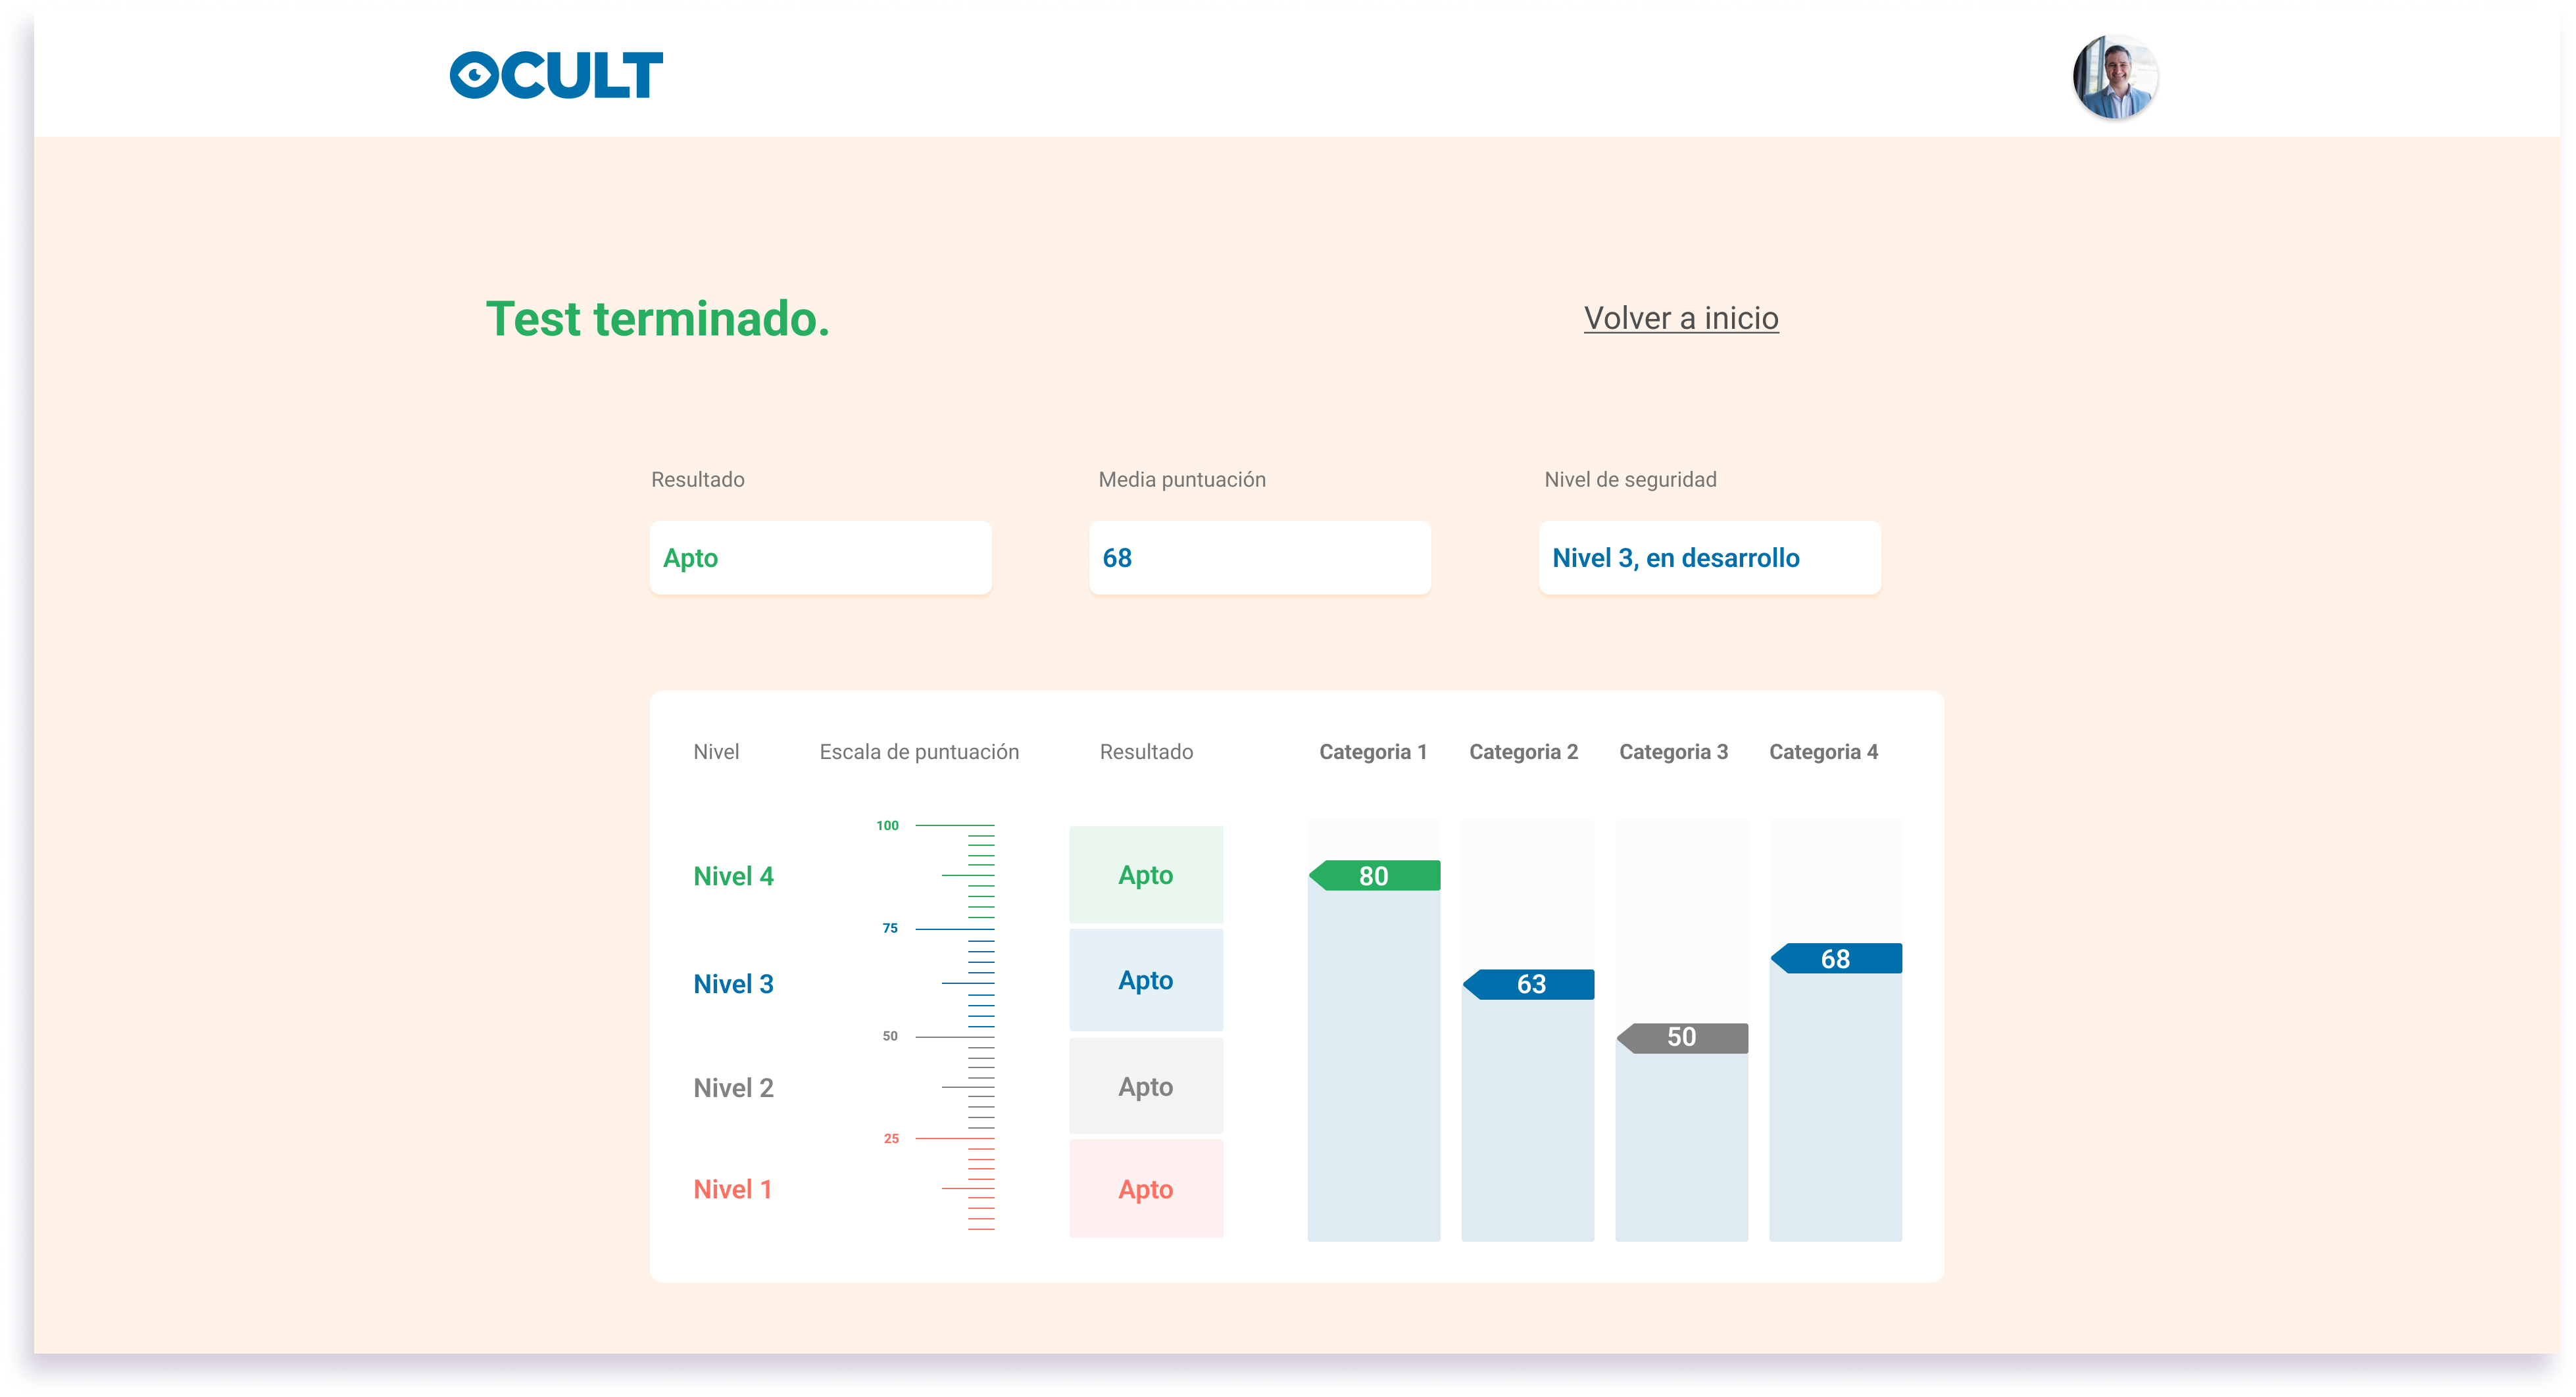 OCULT
Test terminado.
Volver a inicio
Resultado
Media puntuación
Nivel de seguridad
Apto
68
Nivel 3, en desarrollo
Nivel
Escala de puntuación
Resultado
Categoria 1
Categoria 2
Categoria 3
Categoria 4
100
Nivel 4
Apto
80
75
68
Nivel 3
Apto
63
50
50
Nivel 2
Apto
25
Nivel 1
Apto